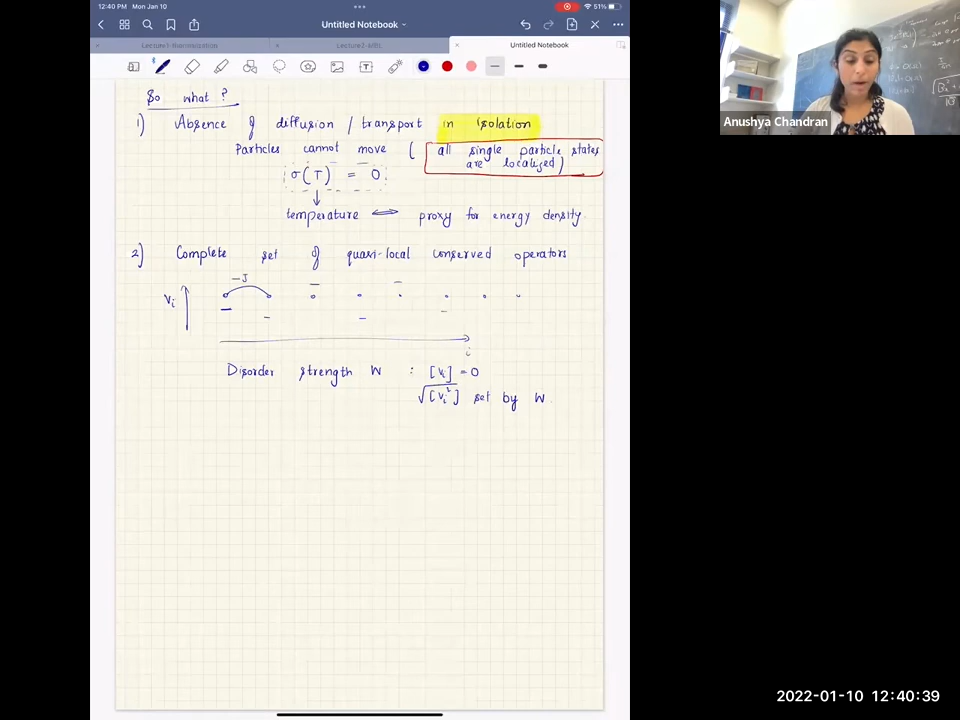 12:40 PM Mon Jan 10
51%
Untitled Notebook
Lecture2-MBL
Untitled Notebook
So what?
1) Absence of diffusion / transport in isolation
Particles cannot move ( all single particle states
are localized)
σ(T) = 0
temperature ⟺ proxy for energy density
2) Complete set of quasi-local conserved operators
-J
Vi
i
Disorder strength W : [Vi] = 0
√[Vi²] set by W.
Anushya Chandran
2022-01-10 12:40:39